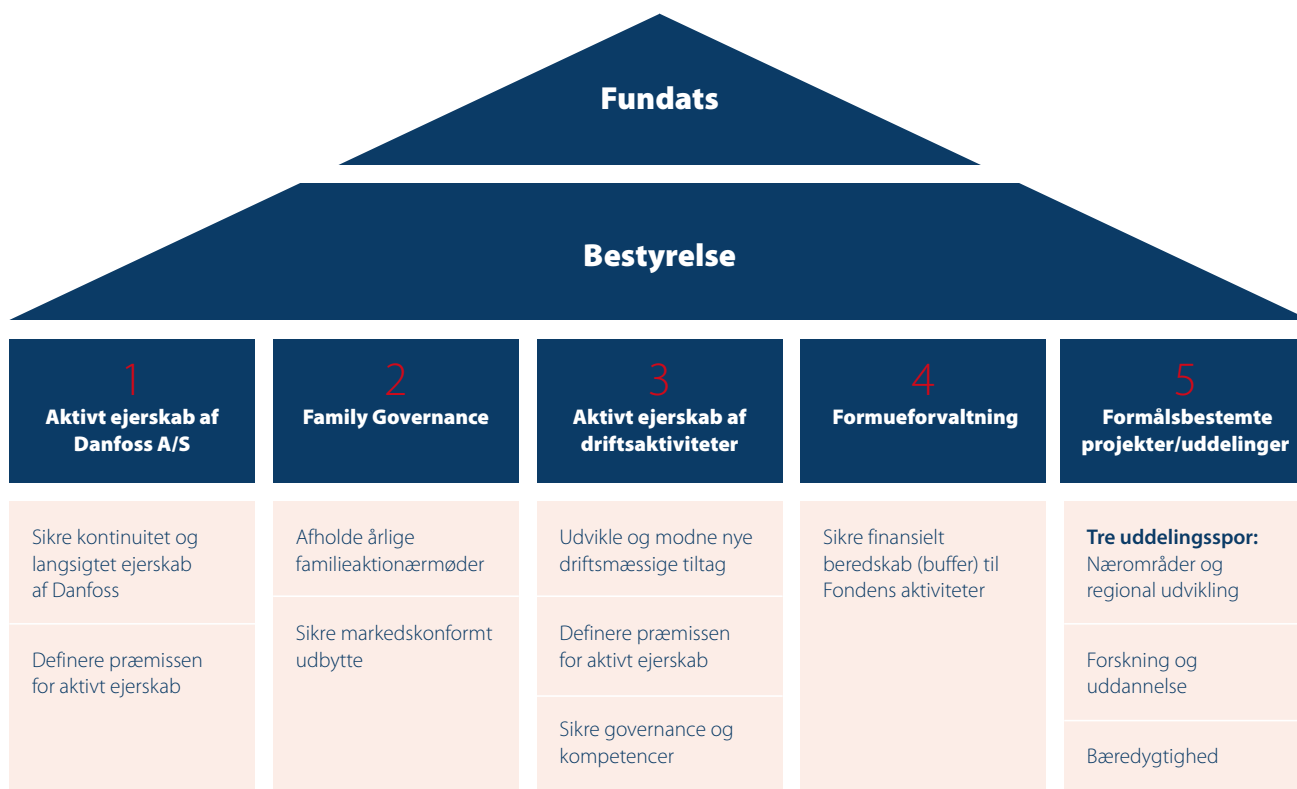 Fundats
Bestyrelse
1
Aktivt ejerskab af
Danfoss A/S
Sikre kontinuitet og
langsigtet ejerskab
af Danfoss
Definere præmissen
for aktivt ejerskab
2
Family Governance
Afholde årlige
familieaktionærmøder
Sikre markedskonformt
udbytte
3
Aktivt ejerskab af
driftsaktiviteter
Udvikle og modne nye
driftsmæssige tiltag
Definere præmissen
for aktivt ejerskab
Sikre governance og
kompetencer
4
Formueforvaltning
Sikre finansielt
beredskab (buffer) til
Fondens aktiviteter
5
Formålsbestemte
projekter/uddelinger
Tre uddelingsspor:
Nærområder og
regional udvikling
Forskning og
uddannelse
Bæredygtighed